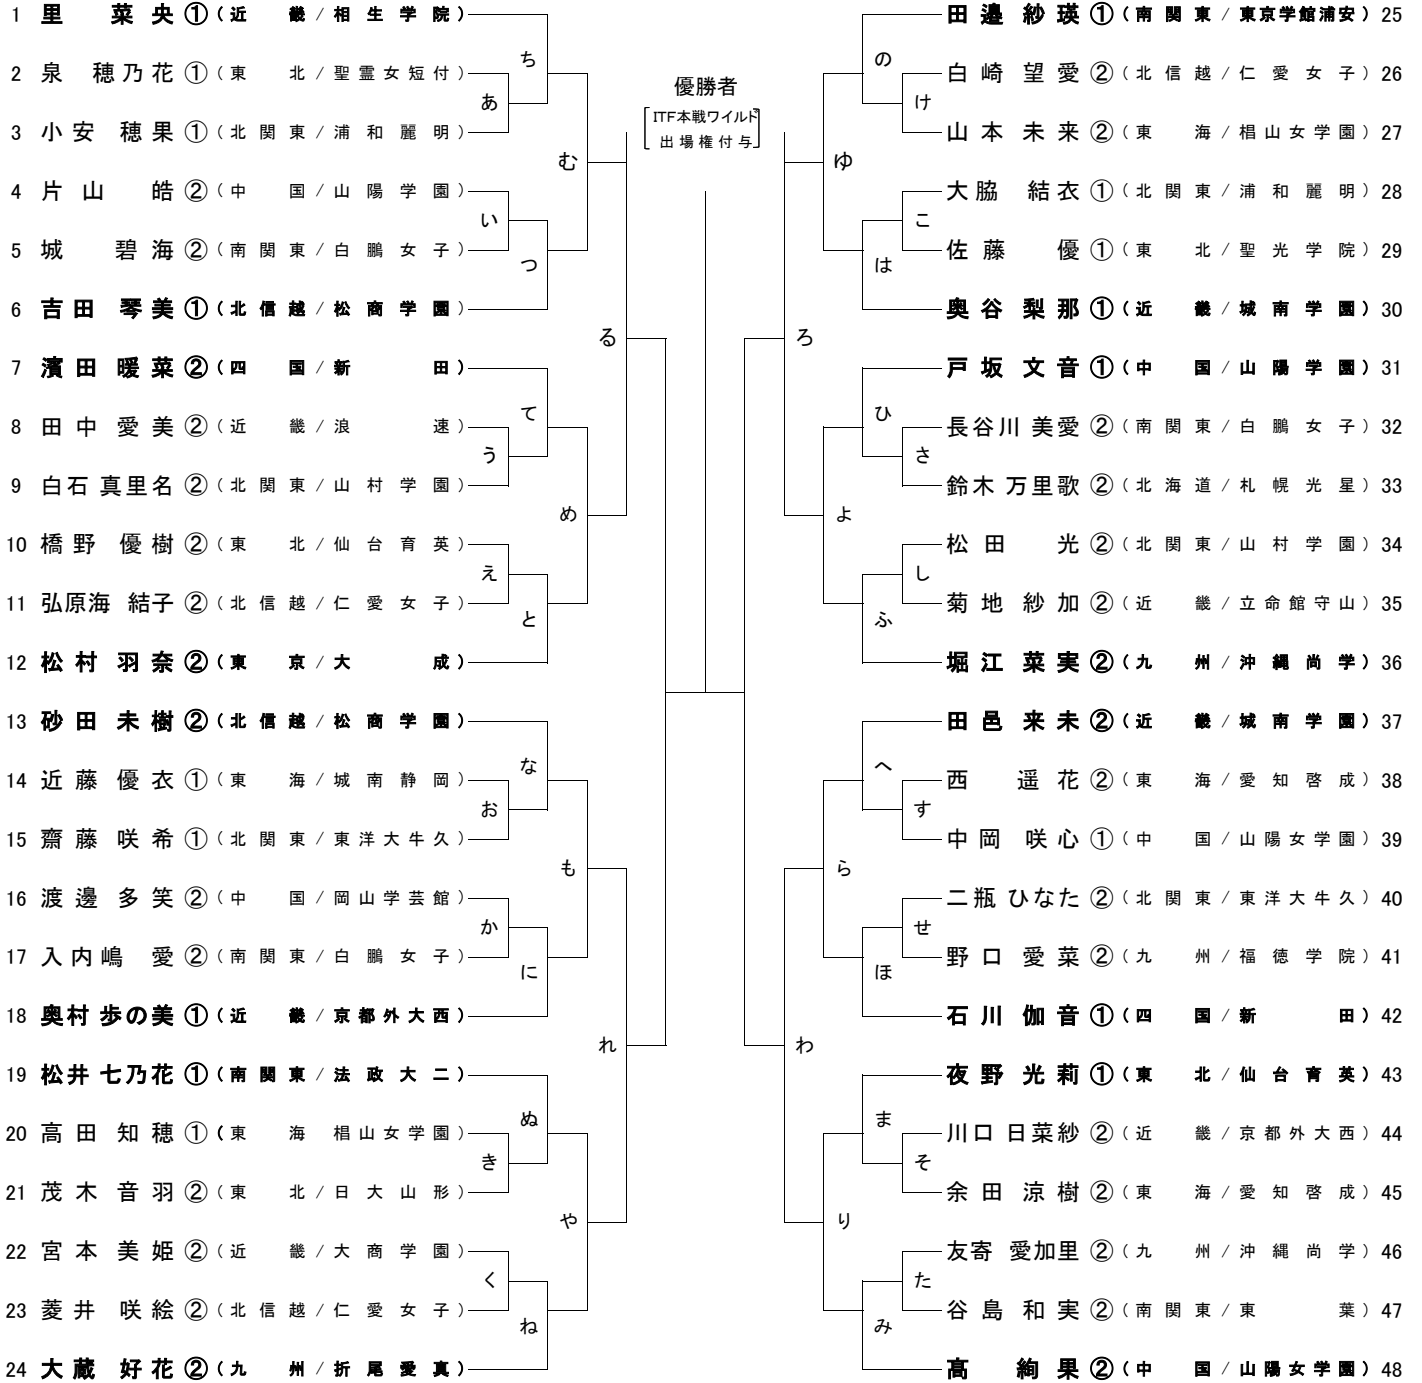 優勝者
ITF本戦ワイルド
出場権付与
1 里 菜央 ① (近畿/相生学院)
2 泉 穂乃花 ① (東北/聖霊女短付)
3 小安 穂果 ① (北関東/浦和麗明)
4 片山 皓 ② (中国/山陽学園)
5 城 碧海 ② (南関東/白鵬女子)
6 吉田 琴美 ① (北信越/松商学園)
7 濱田 暖菜 ② (四国/新田)
8 田中 愛美 ② (近畿/浪速)
9 白石 真里名 ② (北関東/山村学園)
10 橋野 優樹 ② (東北/仙台育英)
11 弘原海 結子 ② (北信越/仁愛女子)
12 松村 羽奈 ② (東京/大成)
13 砂田 未樹 ② (北信越/松商学園)
14 近藤 優衣 ① (東海/城南静岡)
15 齋藤 咲希 ① (北関東/東洋大牛久)
16 渡邊 多笑 ② (中国/岡山学芸館)
17 入内嶋 愛 ② (南関東/白鵬女子)
18 奥村 歩の美 ① (近畿/京都外大西)
19 松井 七乃花 ① (南関東/法政大二)
20 高田 知穂 ① (東海 椙山女学園)
21 茂木 音羽 ② (東北/日大山形)
22 宮本 美姫 ② (近畿/大商学園)
23 菱井 咲絵 ② (北信越/仁愛女子)
24 大蔵 好花 ② (九州/折尾愛真)
ち
あ
む
い
つ
る
て
う
め
え
と
な
お
も
か
に
れ
ぬ
き
や
く
ね
田邉 紗瑛 ① (南関東/東京学館浦安) 25
白崎 望愛 ② (北信越/仁愛女子) 26
山本 未来 ② (東海/椙山女学園) 27
大脇 結衣 ① (北関東/浦和麗明) 28
佐藤 優 ① (東北/聖光学院) 29
奥谷 梨那 ① (近畿/城南学園) 30
戸坂 文音 ① (中国/山陽学園) 31
長谷川 美愛 ② (南関東/白鵬女子) 32
鈴木 万里歌 ② (北海道/札幌光星) 33
松田 光 ② (北関東/山村学園) 34
菊地 紗加 ② (近畿/立命館守山) 35
堀江 菜実 ② (九州/沖縄尚学) 36
田邑 来未 ② (近畿/城南学園) 37
西 遥花 ② (東海/愛知啓成) 38
中岡 咲心 ① (中国/山陽女学園) 39
二瓶 ひなた ② (北関東/東洋大牛久) 40
野口 愛菜 ② (九州/福徳学院) 41
石川 伽音 ① (四国/新田) 42
夜野 光莉 ① (東北/仙台育英) 43
川口 日菜紗 ② (近畿/京都外大西) 44
余田 涼樹 ② (東海/愛知啓成) 45
友寄 愛加里 ② (九州/沖縄尚学) 46
谷島 和実 ② (南関東/東葉) 47
髙 絢果 ② (中国/山陽女学園) 48
の
け
ゆ
こ
は
ろ
ひ
さ
よ
し
ふ
へ
す
ら
せ
ほ
わ
ま
そ
り
た
み